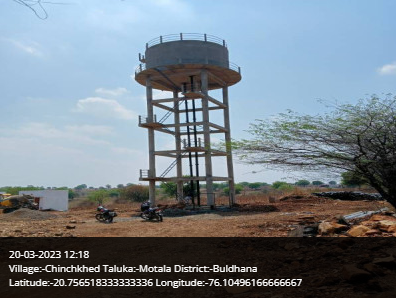 20-03-2023 12:18
Village:-Chinchkhed Taluka:-Motala District:-Buldhana
Latitude:-20.756518333333336 Longitude:-76.10496166666667